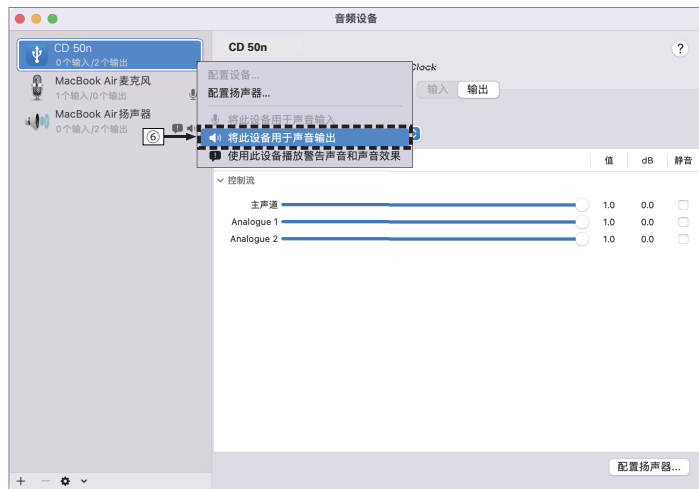 音频设备
CD 50n
0个输入/2个输出
MacBook Air麦克风
1个输入/0个输出
MacBook Air扬声器
0个输入/2个输出
⑥
CD 50n
?
Clock
输入 输出
配置设备...
配置扬声器...
将此设备用于声音输入
将此设备用于声音输出
使用此设备播放警告声音和声音效果
值 dB 静音
控制流
主声道 1.0 0.0
Analogue 1 1.0 0.0
Analogue 2 1.0 0.0
配置扬声器...